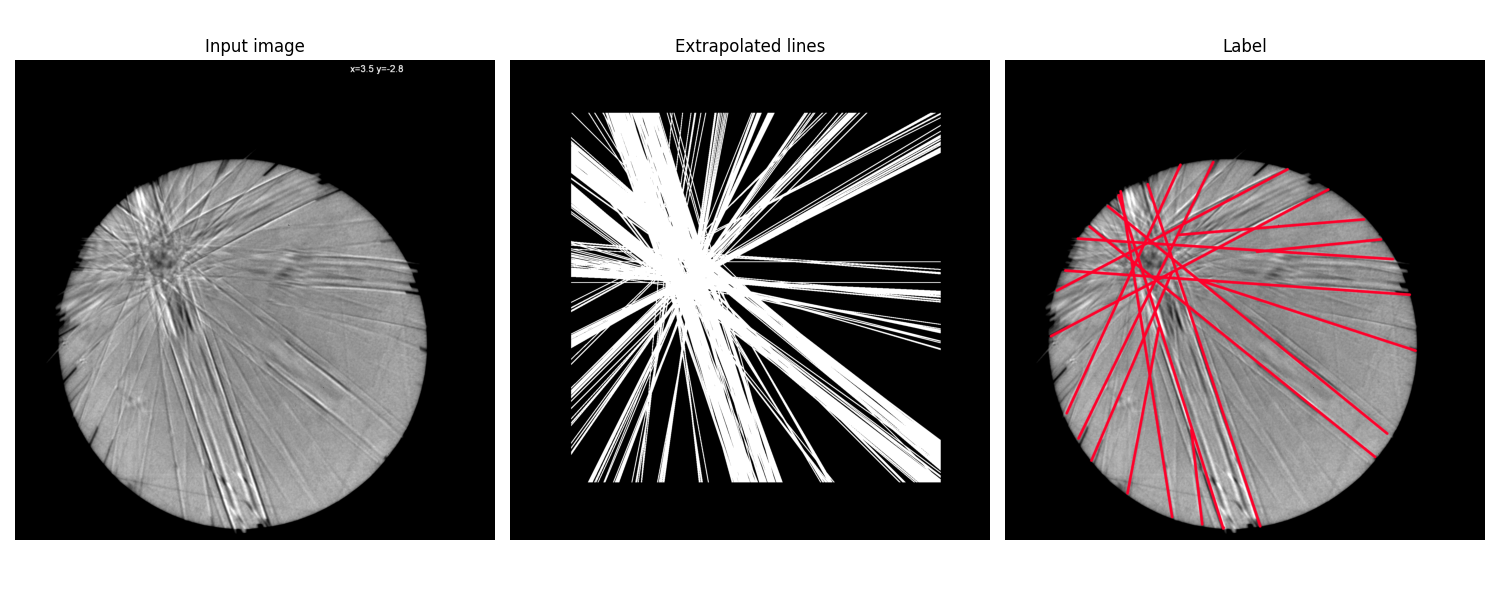 Input image
Extrapolated lines
Label
x=3.5 y=-2.8